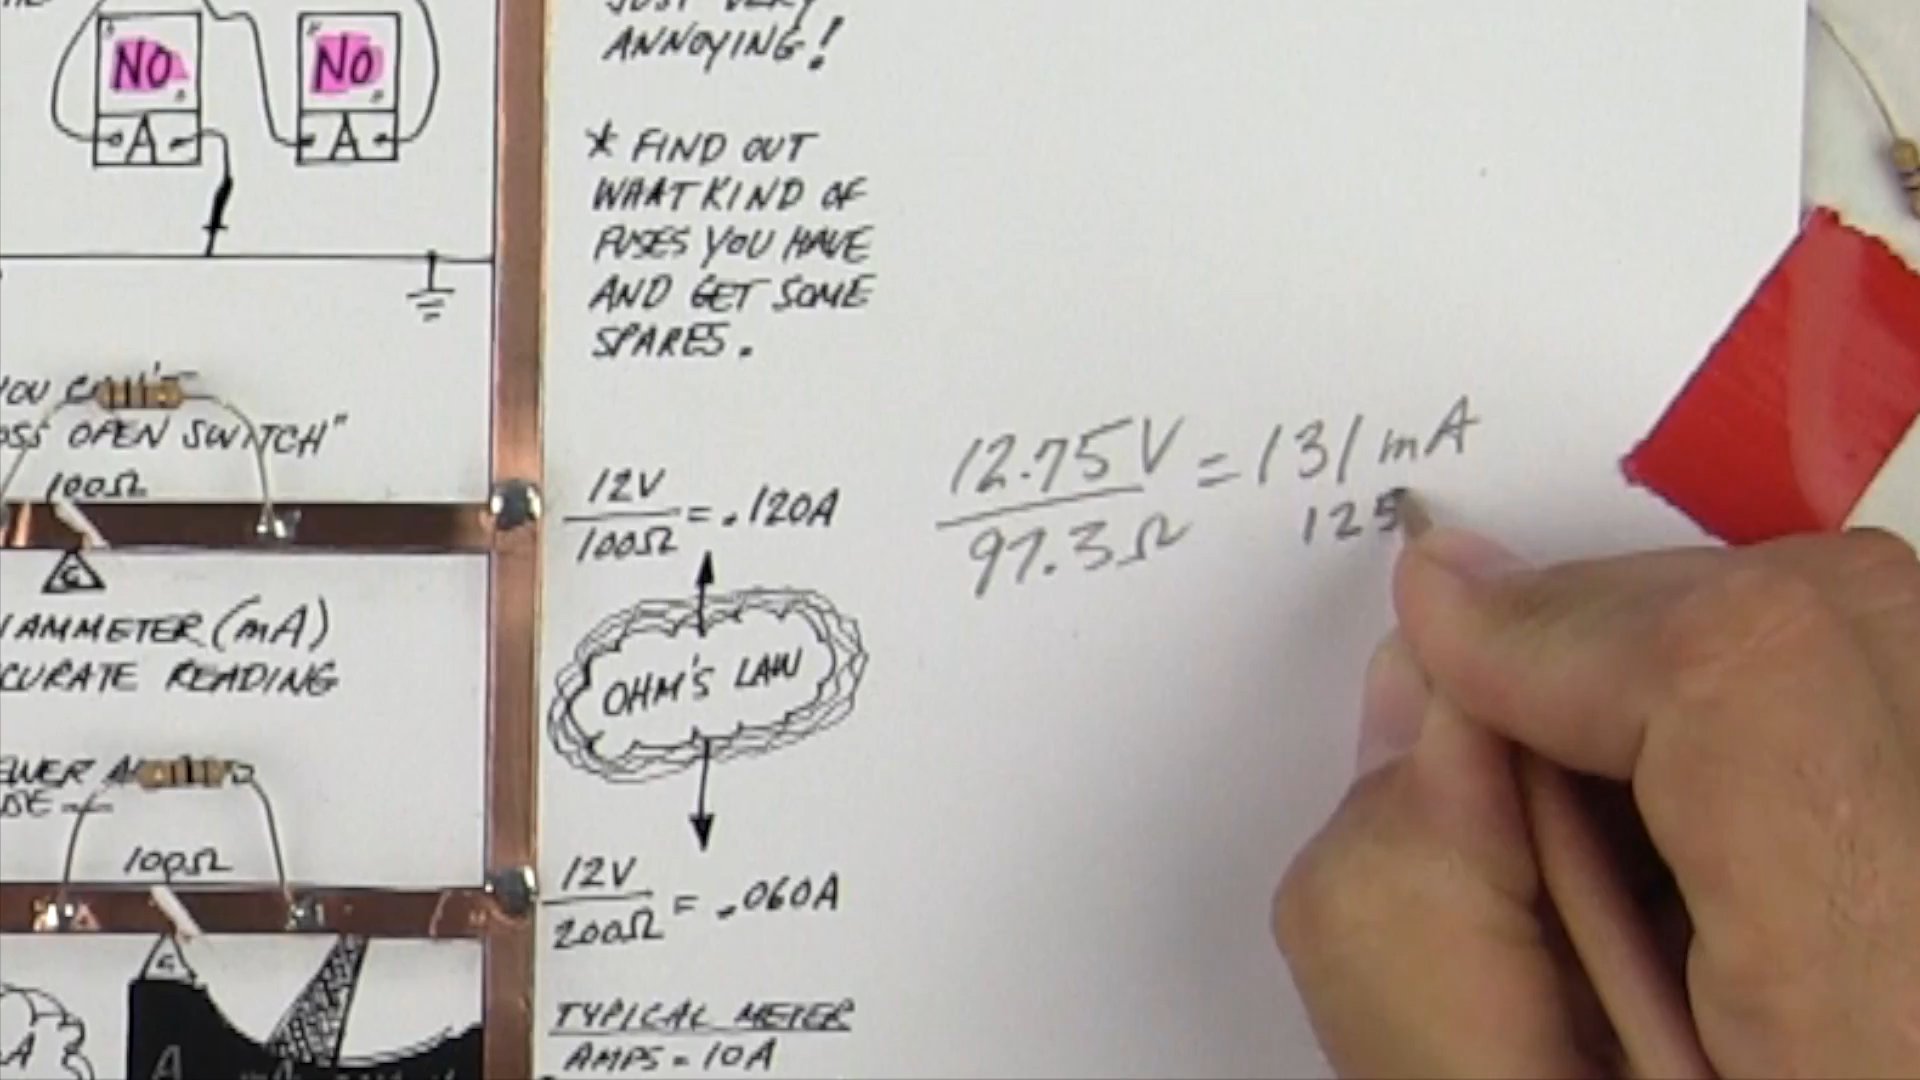 NO
NO
A
A
ANNOYING!
* FIND OUT
WHAT KIND OF
FUSES YOU HAVE
AND GET SOME
SPARES.
YOU
OPEN SWITCH"
100Ω
G
AMMETER (mA)
READING
100Ω
G
A
A
12V
100Ω
= .120A
OHM'S LAW
12V
200Ω
= .060A
TYPICAL METER
AMPS = 10A
12.75V
97.3Ω
= 131 mA
125